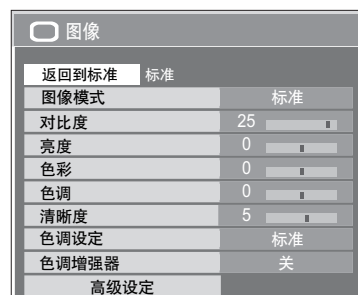 图像
返回到标准 标准
图像模式 标准
对比度 25
亮度 0
色彩 0
色调 0
清晰度 5
色调设定 标准
色调增强器 关
高级设定